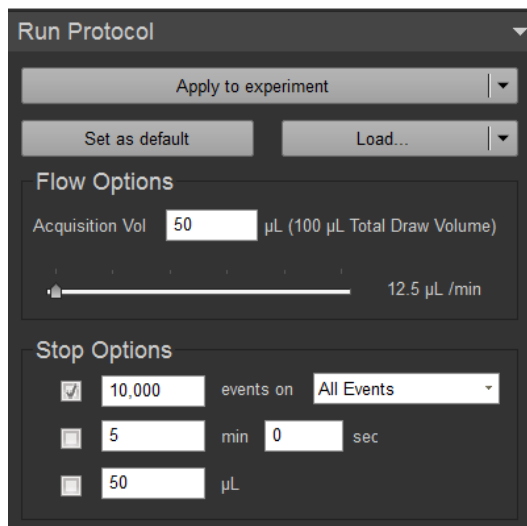 Run Protocol
Apply to experiment
Set as default Load...
Flow Options
Acquisition Vol 50 µL (100 µL Total Draw Volume)
12.5 µL /min
Stop Options
10,000 events on All Events
5 min 0 sec
50 µL